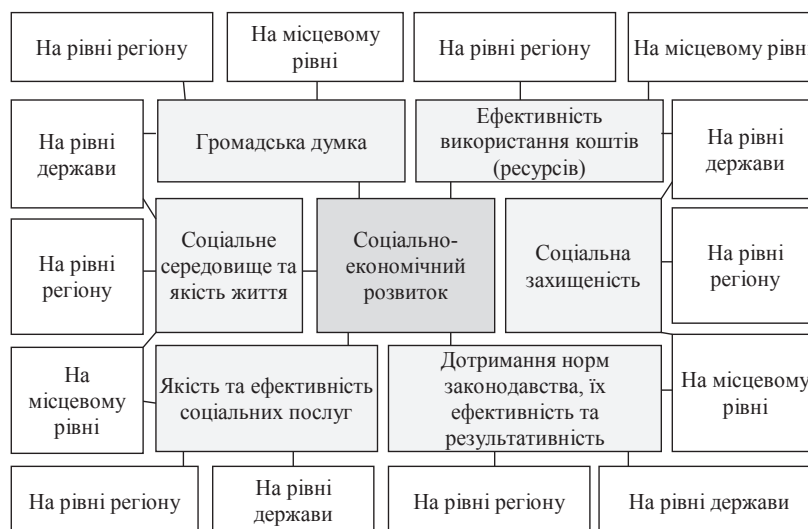 На рівні регіону
На місцевому
рівні
На рівні регіону
На місцевому рівні
На рівні
держави
Громадська думка
Ефективність
використання коштів
(ресурсів)
На рівні
держави
На рівні
регіону
Соціальне
середовище та
якість життя
Соціально-
економічний
розвиток
Соціальна
захищеність
На рівні
регіону
На
місцевому
рівні
Якість та ефективність
соціальних послуг
Дотримання норм
законодавства, їх
ефективність та
результативність
На місцевому
рівні
На рівні регіону
На рівні
держави
На рівні регіону
На рівні держави